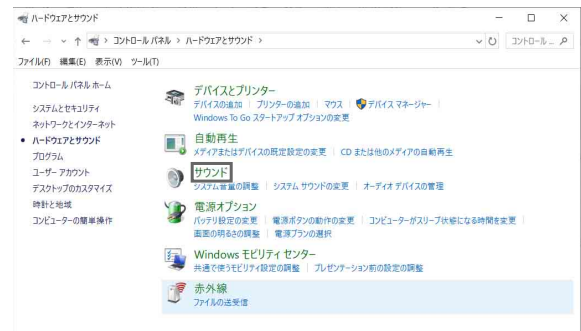 ハードウェアとサウンド
コントロール パネル > ハードウェアとサウンド >
コントロール ...
ファイル(F) 編集(E) 表示(V) ツール(T)
コントロール パネル ホーム
システムとセキュリティ
ネットワークとインターネット
ハードウェアとサウンド
プログラム
ユーザー アカウント
デスクトップのカスタマイズ
時計と地域
コンピューターの簡単操作
デバイスとプリンター
デバイスの追加 プリンターの追加 マウス デバイス マネージャー
Windows To Go スタートアップ オプションの変更
自動再生
メディアまたはデバイスの既定設定の変更 CD または他のメディアの自動再生
サウンド
システム音量の調整 システム サウンドの変更 オーディオ デバイスの管理
電源オプション
バッテリ設定の変更 電源ボタンの動作の変更 コンピューターがスリープ状態になる時間を変更
画面の明るさの調整 電源プランの選択
Windows モビリティ センター
共通で使うモビリティ設定の調整 プレゼンテーション前の設定の調整
赤外線
ファイルの送受信